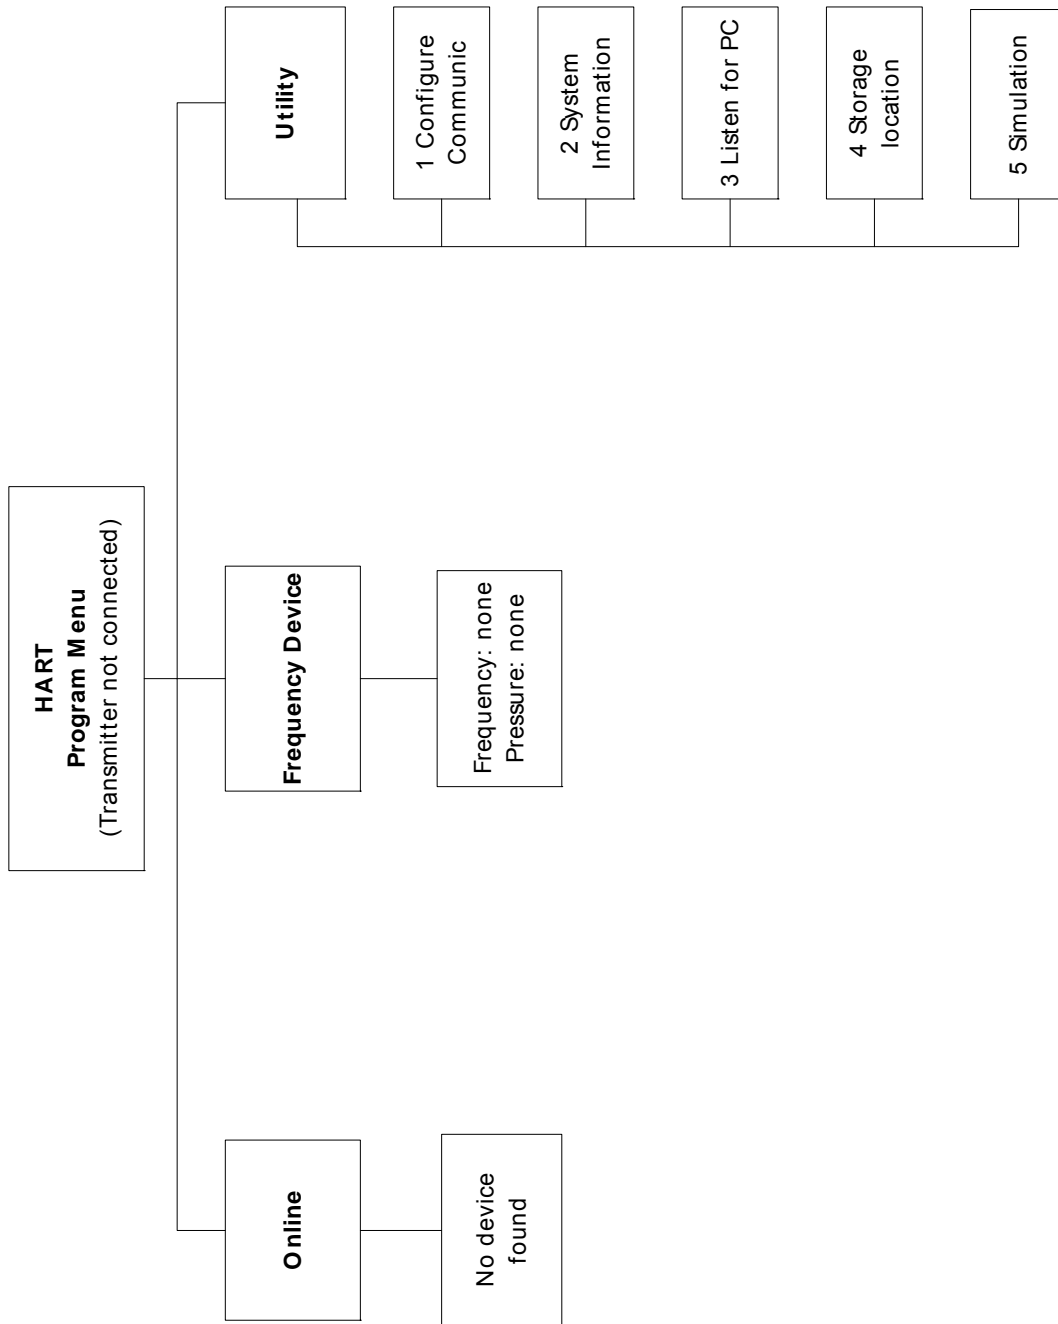 HART
Program Menu
(Transmitter not connected)
Online
No device
found
Frequency Device
Frequency: none
Pressure: none
Utility
1 Configure
Communic
2 System
Information
3 Listen for PC
4 Storage
location
5 Simulation